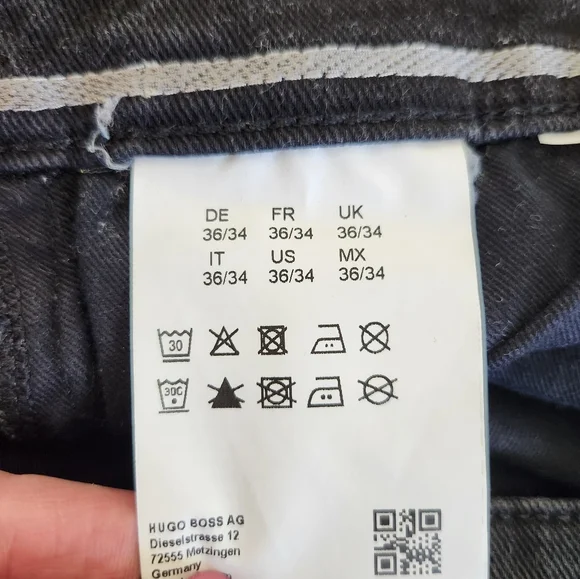 DE FR UK
36/34 36/34 36/34
IT US MX
36/34 36/34 36/34
30
30C
HUGO BOSS AG
Dieselstrasse 12
72555 Metzingen
Germany